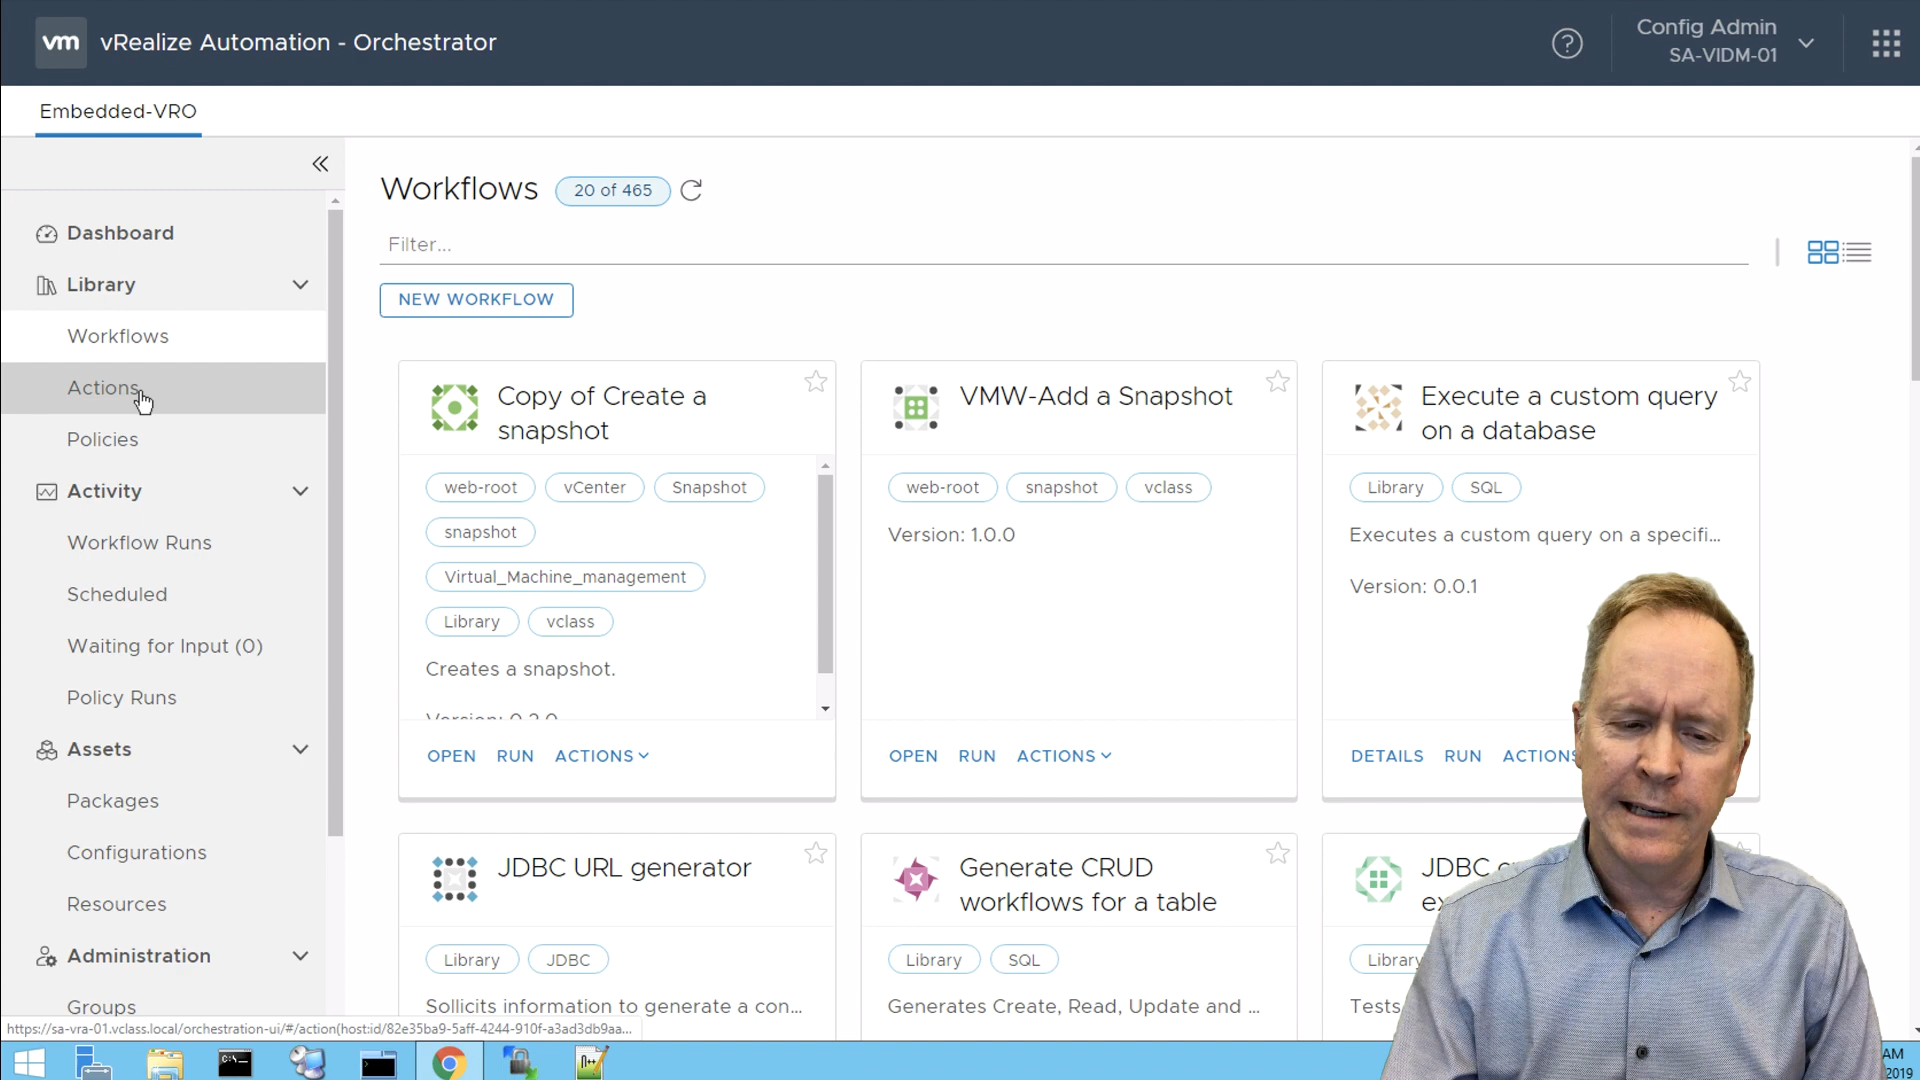 vm vRealize Automation - Orchestrator
Config Admin
SA-VIDM-01
Embedded-VRO
Dashboard
Library
Workflows
Actions
Policies
Activity
Workflow Runs
Scheduled
Waiting for Input (0)
Policy Runs
Assets
Packages
Configurations
Resources
Administration
Groups
Workflows 20 of 465
Filter...
NEW WORKFLOW
Copy of Create a
snapshot
web-root vCenter Snapshot
snapshot
Virtual_Machine_management
Library vclass
Creates a snapshot.
Version: 0.2.0
OPEN RUN ACTIONS
VMW-Add a Snapshot
web-root snapshot vclass
Version: 1.0.0
OPEN RUN ACTIONS
Execute a custom query
on a database
Library SQL
Executes a custom query on a specifi...
Version: 0.0.1
DETAILS RUN ACTIONS
JDBC URL generator
Library JDBC
Sollicits information to generate a con...
Generate CRUD
workflows for a table
Library SQL
Generates Create, Read, Update and ...
JDBC
Library
Tests
https://sa-vra-01.vclass.local/orchestration-ui/#/action(host:id/82e35ba9-5aff-4244-910f-a3ad3db9aa...
AM
2019